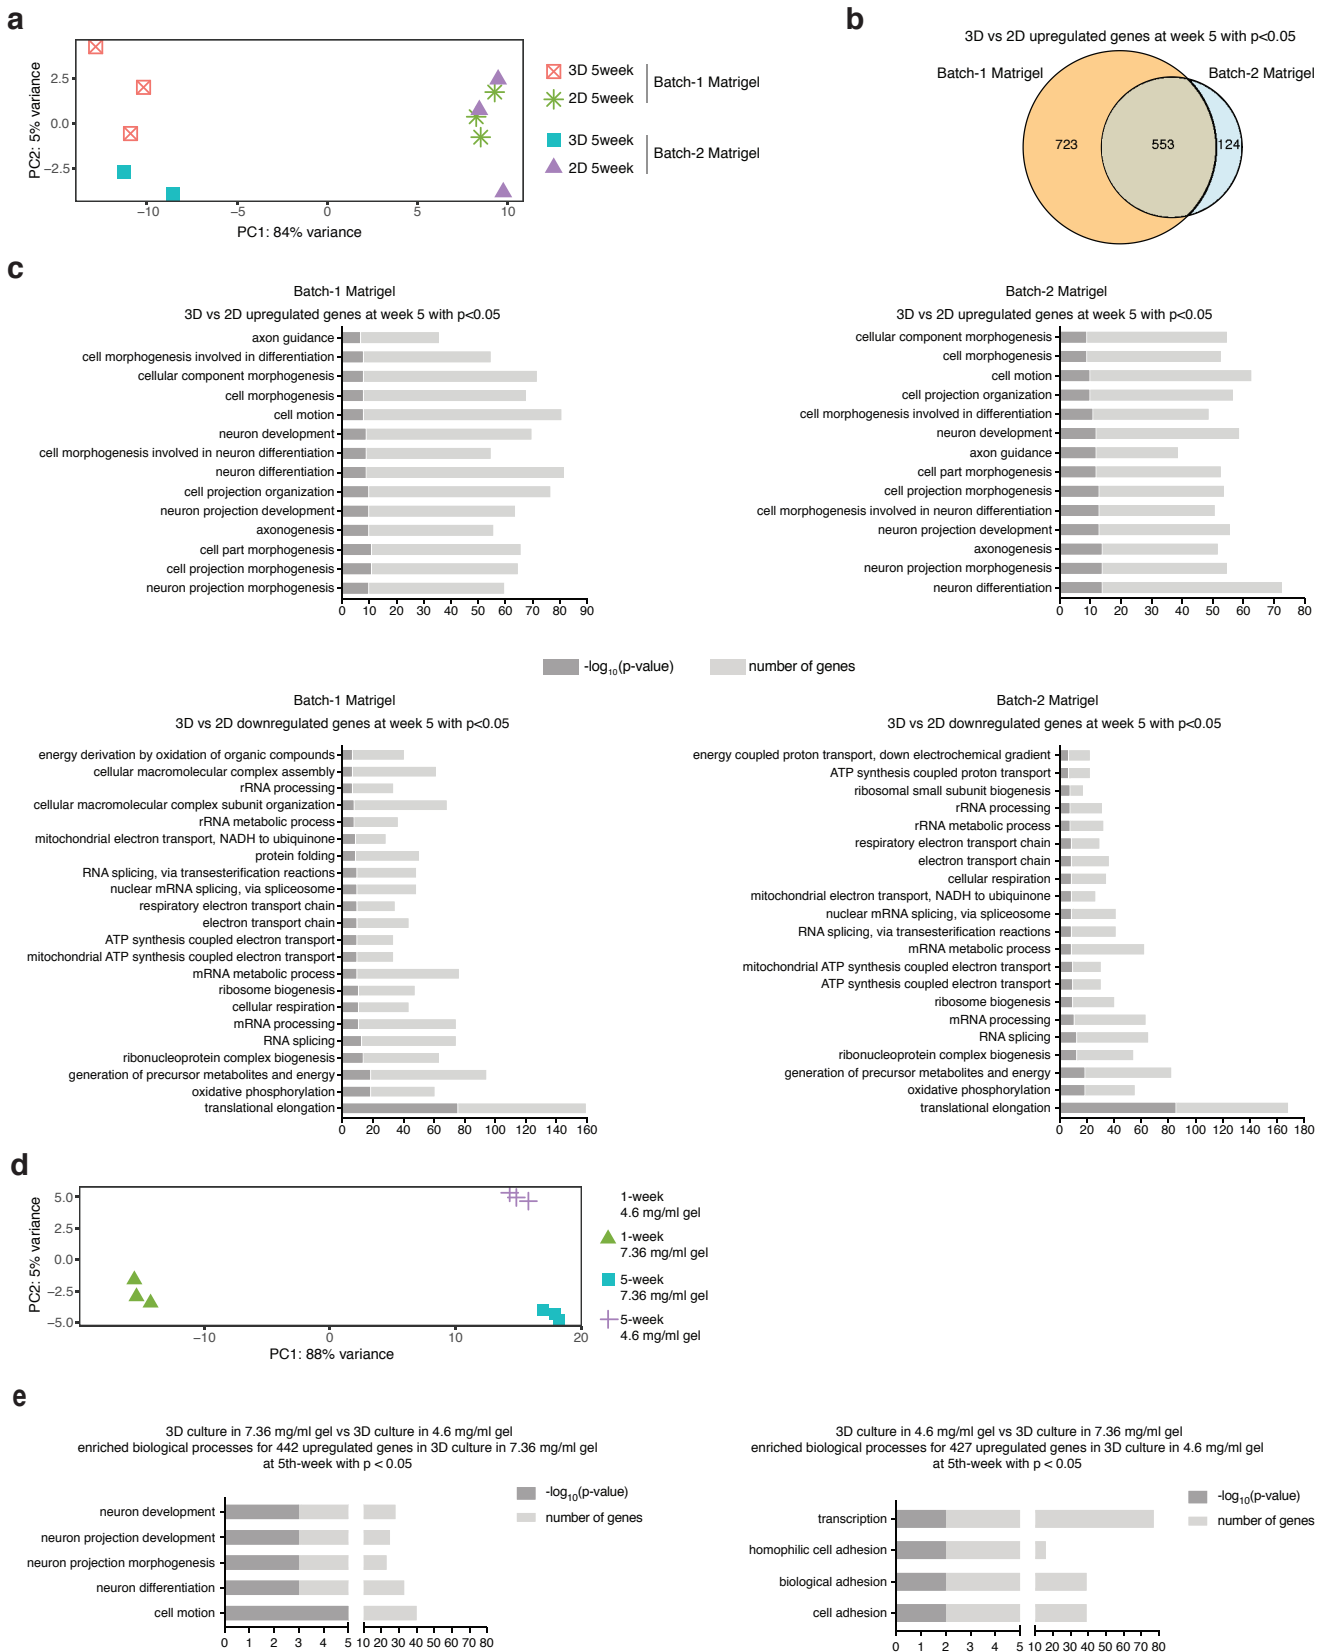 a
PC2: 5% variance
2.5
0.0
−2.5
−10
−5
0
5
10
PC1: 84% variance
3D 5week
2D 5week
Batch-1 Matrigel
3D 5week
2D 5week
Batch-2 Matrigel
b
3D vs 2D upregulated genes at week 5 with p<0.05
Batch-1 Matrigel
Batch-2 Matrigel
723
553
124
c
Batch-1 Matrigel
3D vs 2D upregulated genes at week 5 with p<0.05
axon guidance
cell morphogenesis involved in differentiation
cellular component morphogenesis
cell morphogenesis
cell motion
neuron development
cell morphogenesis involved in neuron differentiation
neuron differentiation
cell projection organization
neuron projection development
axonogenesis
cell part morphogenesis
cell projection morphogenesis
neuron projection morphogenesis
0 10 20 30 40 50 60 70 80 90
Batch-2 Matrigel
3D vs 2D upregulated genes at week 5 with p<0.05
cellular component morphogenesis
cell morphogenesis
cell motion
cell projection organization
cell morphogenesis involved in differentiation
neuron development
axon guidance
cell part morphogenesis
cell projection morphogenesis
cell morphogenesis involved in neuron differentiation
neuron projection development
axonogenesis
neuron projection morphogenesis
neuron differentiation
0 10 20 30 40 50 60 70 80
-log10(p-value)
number of genes
Batch-1 Matrigel
3D vs 2D downregulated genes at week 5 with p<0.05
energy derivation by oxidation of organic compounds
cellular macromolecular complex assembly
rRNA processing
cellular macromolecular complex subunit organization
rRNA metabolic process
mitochondrial electron transport, NADH to ubiquinone
protein folding
RNA splicing, via transesterification reactions
nuclear mRNA splicing, via spliceosome
respiratory electron transport chain
electron transport chain
ATP synthesis coupled electron transport
mitochondrial ATP synthesis coupled electron transport
mRNA metabolic process
ribosome biogenesis
cellular respiration
mRNA processing
RNA splicing
ribonucleoprotein complex biogenesis
generation of precursor metabolites and energy
oxidative phosphorylation
translational elongation
0 20 40 60 80 100 120 140 160
Batch-2 Matrigel
3D vs 2D downregulated genes at week 5 with p<0.05
energy coupled proton transport, down electrochemical gradient
ATP synthesis coupled proton transport
ribosomal small subunit biogenesis
rRNA processing
rRNA metabolic process
respiratory electron transport chain
electron transport chain
cellular respiration
mitochondrial electron transport, NADH to ubiquinone
nuclear mRNA splicing, via spliceosome
RNA splicing, via transesterification reactions
mRNA metabolic process
mitochondrial ATP synthesis coupled electron transport
ATP synthesis coupled electron transport
ribosome biogenesis
mRNA processing
RNA splicing
ribonucleoprotein complex biogenesis
generation of precursor metabolites and energy
oxidative phosphorylation
translational elongation
0 20 40 60 80 100 120 140 160 180
d
PC2: 5% variance
5.0
2.5
0.0
−2.5
−5.0
−10
0
10
20
PC1: 88% variance
1-week
4.6 mg/ml gel
1-week
7.36 mg/ml gel
5-week
7.36 mg/ml gel
5-week
4.6 mg/ml gel
e
3D culture in 7.36 mg/ml gel vs 3D culture in 4.6 mg/ml gel
enriched biological processes for 442 upregulated genes in 3D culture in 7.36 mg/ml gel
at 5th-week with p < 0.05
-log10(p-value)
number of genes
neuron development
neuron projection development
neuron projection morphogenesis
neuron differentiation
cell motion
0 1 2 3 4 5 10 20 30 40 50 60 70 80
3D culture in 4.6 mg/ml gel vs 3D culture in 7.36 mg/ml gel
enriched biological processes for 427 upregulated genes in 3D culture in 4.6 mg/ml gel
at 5th-week with p < 0.05
-log10(p-value)
number of genes
transcription
homophilic cell adhesion
biological adhesion
cell adhesion
0 1 2 3 4 5 10 20 30 40 50 60 70 80